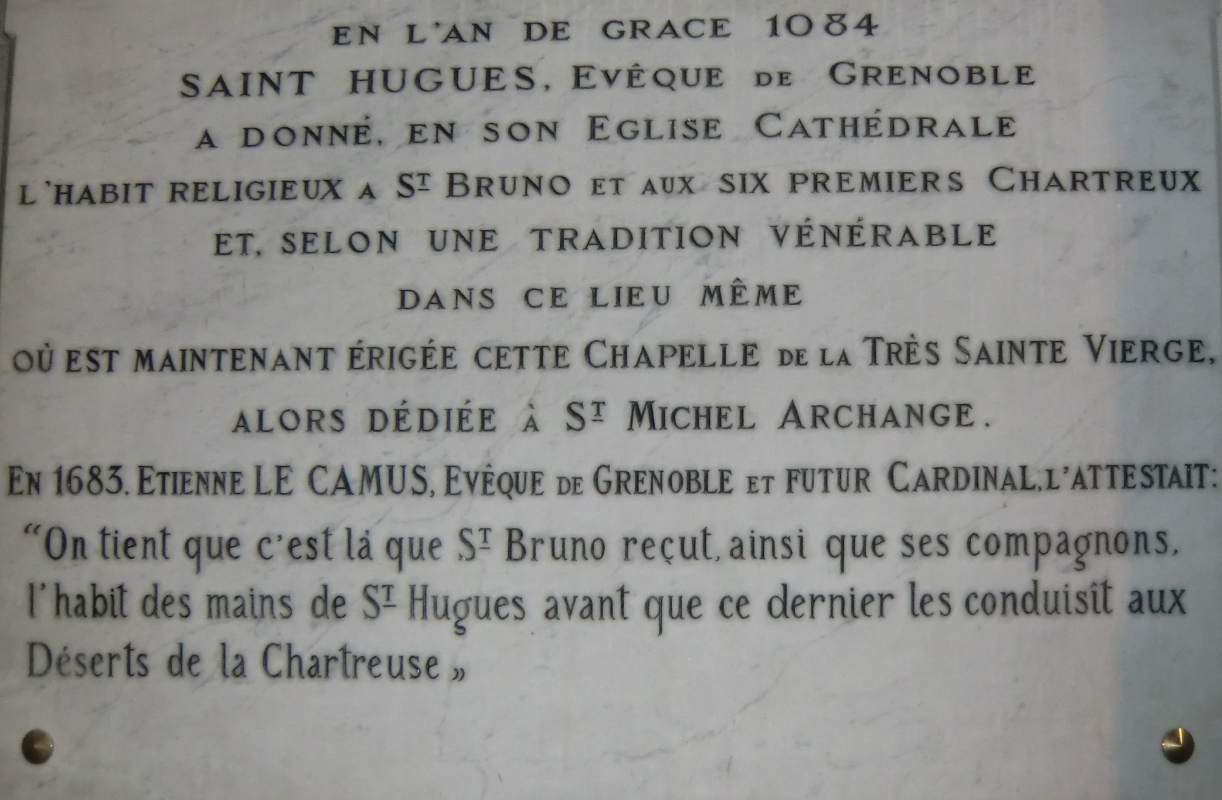 EN L'AN DE GRACE 1084
SAINT HUGUES, EVÊQUE DE GRENOBLE
A DONNÉ, EN SON EGLISE CATHÉDRALE
L'HABIT RELIGIEUX A ST BRUNO ET AUX SIX PREMIERS CHARTREUX
ET, SELON UNE TRADITION VÉNÉRABLE
DANS CE LIEU MÊME
OÙ EST MAINTENANT ÉRIGÉE CETTE CHAPELLE DE LA TRÈS SAINTE VIERGE,
ALORS DÉDIÉE À ST MICHEL ARCHANGE.
EN 1683, ETIENNE LE CAMUS, EVÊQUE DE GRENOBLE ET FUTUR CARDINAL, L'ATTESTAIT:
“On tient que c'est là que ST Bruno reçut, ainsi que ses compagnons,
l'habit des mains de ST Hugues avant que ce dernier les conduisît aux
Déserts de la Chartreuse »